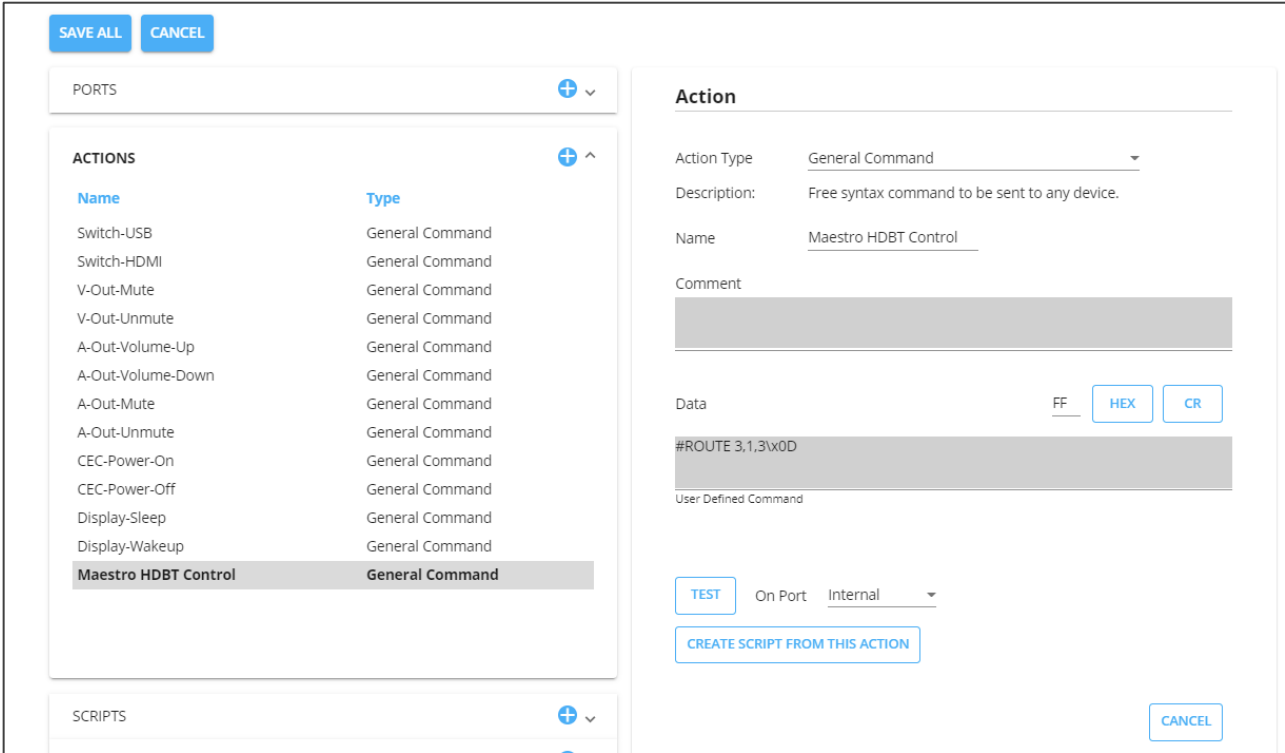 SAVE ALL CANCEL
PORTS
ACTIONS
Name Type
Switch-USB General Command
Switch-HDMI General Command
V-Out-Mute General Command
V-Out-Unmute General Command
A-Out-Volume-Up General Command
A-Out-Volume-Down General Command
A-Out-Mute General Command
A-Out-Unmute General Command
CEC-Power-On General Command
CEC-Power-Off General Command
Display-Sleep General Command
Display-Wakeup General Command
Maestro HDBT Control General Command
SCRIPTS
Action
Action Type General Command
Description: Free syntax command to be sent to any device.
Name Maestro HDBT Control
Comment
Data FF HEX CR
#ROUTE 3,1,3\x0D
User Defined Command
TEST On Port Internal
CREATE SCRIPT FROM THIS ACTION
CANCEL